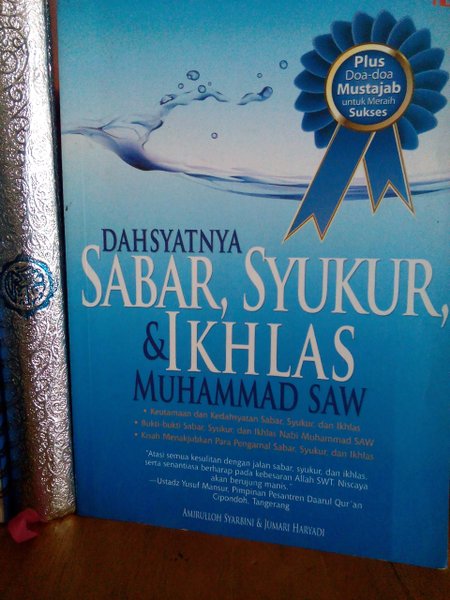 Plus
Doa-doa
Mustajab
untuk Meraih
Sukses
DAHSYATNYA
SABAR, SYUKUR,
& IKHLAS
MUHAMMAD SAW
• Keutamaan dan Kedahsyatan Sabar, Syukur, dan Ikhlas
• Bukti-bukti Sabar, Syukur, dan Ikhlas Nabi Muhammad SAW
• Kisah Menakjubkan Para Pengamal Sabar, Syukur, dan Ikhlas
"Atasi semua kesulitan dengan jalan sabar, syukur, dan ikhlas,
serta senantiasa berharap pada kebesaran Allah SWT. Niscaya
akan berujung manis."
—Ustadz Yusuf Mansur, Pimpinan Pesantren Daarul Qur'an
Cipondoh, Tangerang
AMIRULLOH SYARBINI & JUMARI HARYADI